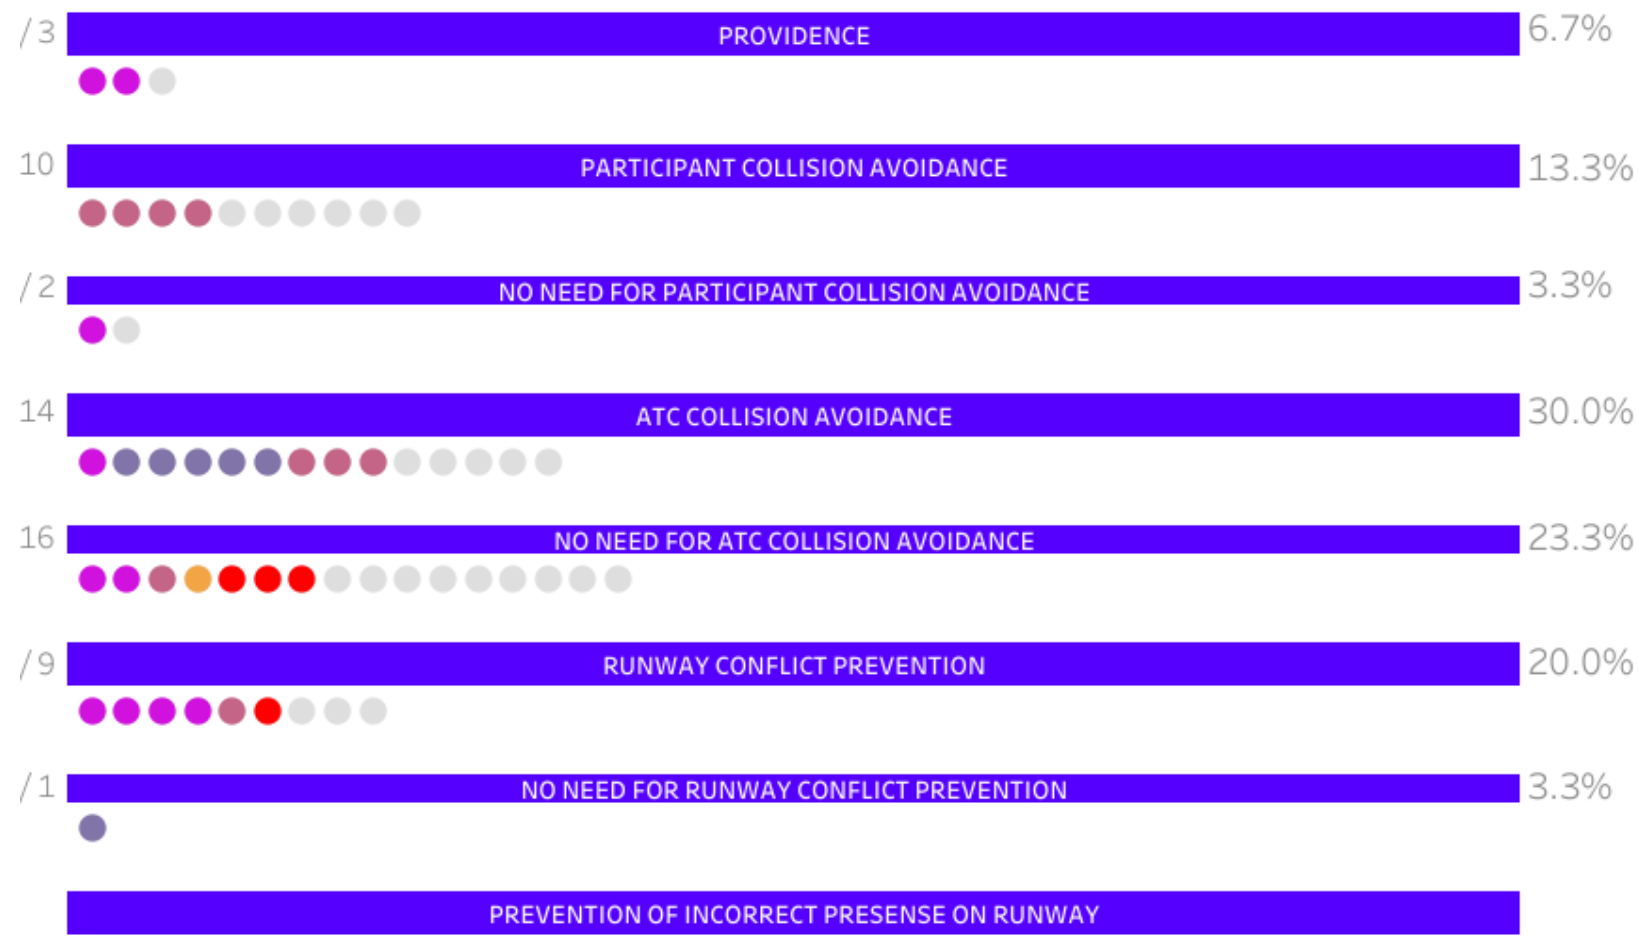 / 3 PROVIDENCE 6.7%
10 PARTICIPANT COLLISION AVOIDANCE 13.3%
/ 2 NO NEED FOR PARTICIPANT COLLISION AVOIDANCE 3.3%
14 ATC COLLISION AVOIDANCE 30.0%
16 NO NEED FOR ATC COLLISION AVOIDANCE 23.3%
/ 9 RUNWAY CONFLICT PREVENTION 20.0%
/ 1 NO NEED FOR RUNWAY CONFLICT PREVENTION 3.3%
PREVENTION OF INCORRECT PRESENSE ON RUNWAY